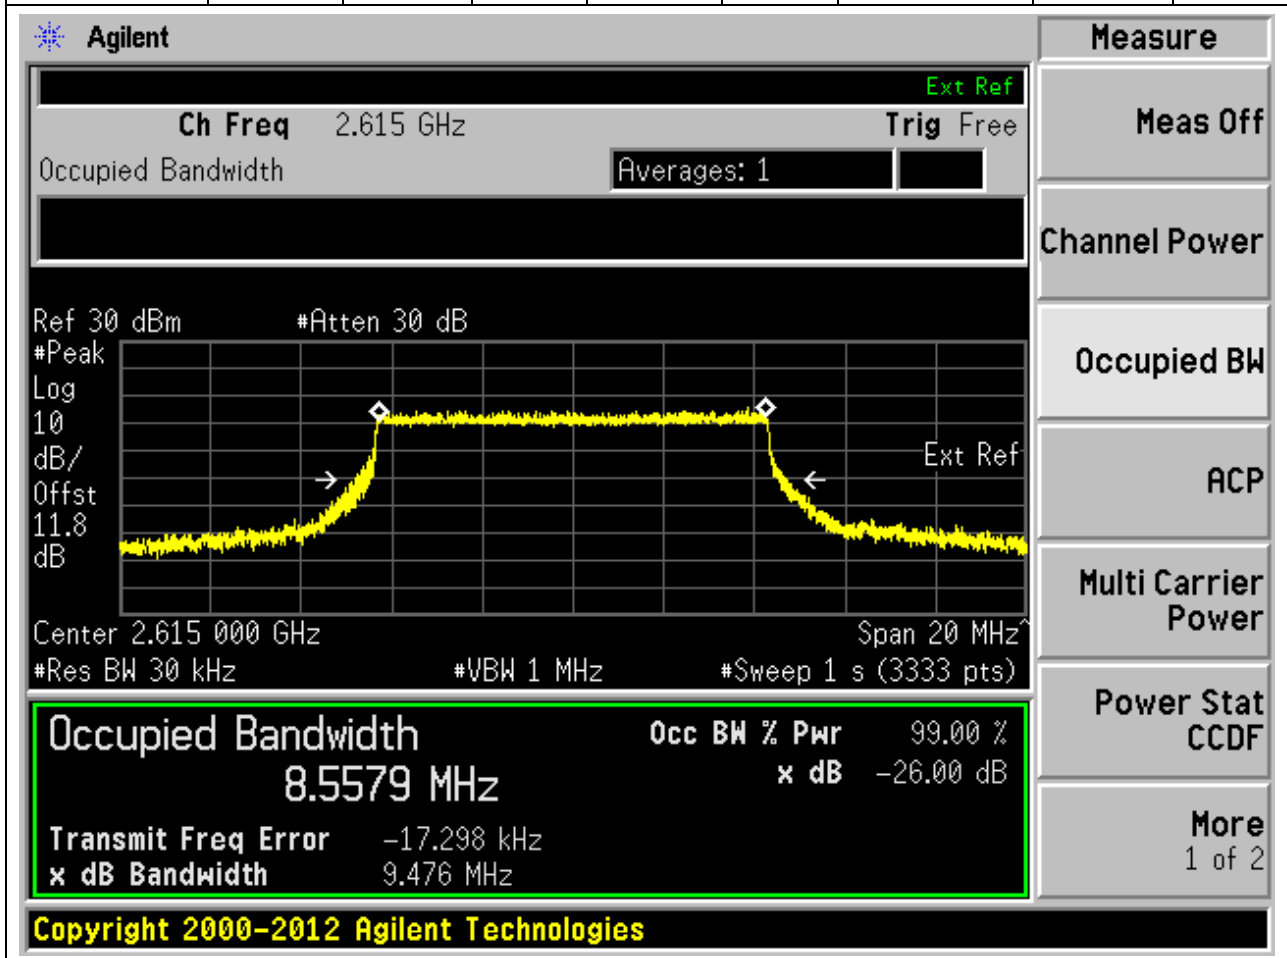 Agilent
Measure
Ext Ref
Ch Freq 2.615 GHz Trig Free
Meas Off
Occupied Bandwidth Averages: 1
Channel Power
Ref 30 dBm #Atten 30 dB
#Peak
Log
10
dB/
Offst
11.8
dB
Ext Ref
Occupied BW
ACP
Center 2.615 000 GHz Span 20 MHz^
#Res BW 30 kHz #VBW 1 MHz #Sweep 1 s (3333 pts)
Multi Carrier
Power
Occupied Bandwidth Occ BW % Pwr 99.00 %
8.5579 MHz x dB -26.00 dB
Transmit Freq Error -17.298 kHz
x dB Bandwidth 9.476 MHz
Power Stat
CCDF
More
1 of 2
Copyright 2000-2012 Agilent Technologies